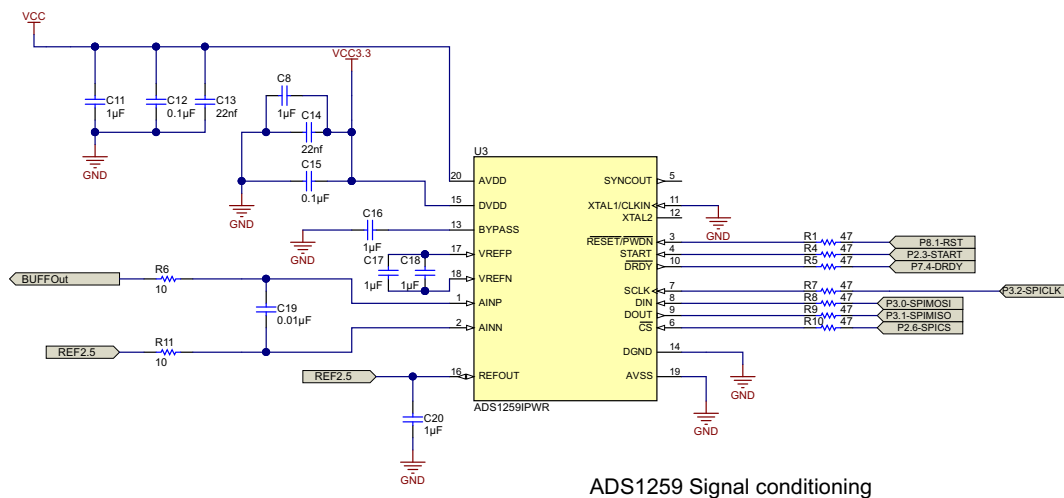 VCC
VCC3.3
C11
1µF
C12
0.1µF
C13
22nf
GND
C8
1µF
C14
22nf
C15
0.1µF
GND
U3
20 AVDD
15 DVDD
13 BYPASS
17 VREFP
18 VREFN
1 AINP
2 AINN
16 REFOUT
SYNCOUT 5
XTAL1/CLKIN 11
XTAL2 12
RESET/PWDN 3
START 4
DRDY 10
SCLK 7
DIN 8
DOUT 9
CS 6
DGND 14
AVSS 19
ADS1259IPWR
C16
1µF
GND
C17
1µF
C18
1µF
BUFFOut
R6
10
C19
0.01µF
REF2.5
R11
10
REF2.5
C20
1µF
GND
GND
R1 47 P8.1-RST
R4 47 P2.3-START
R5 47 P7.4-DRDY
R7 47 P3.2-SPICLK
R8 47 P3.0-SPIMOSI
R9 47 P3.1-SPIMISO
R10 47 P2.6-SPICS
GND
GND
ADS1259 Signal conditioning